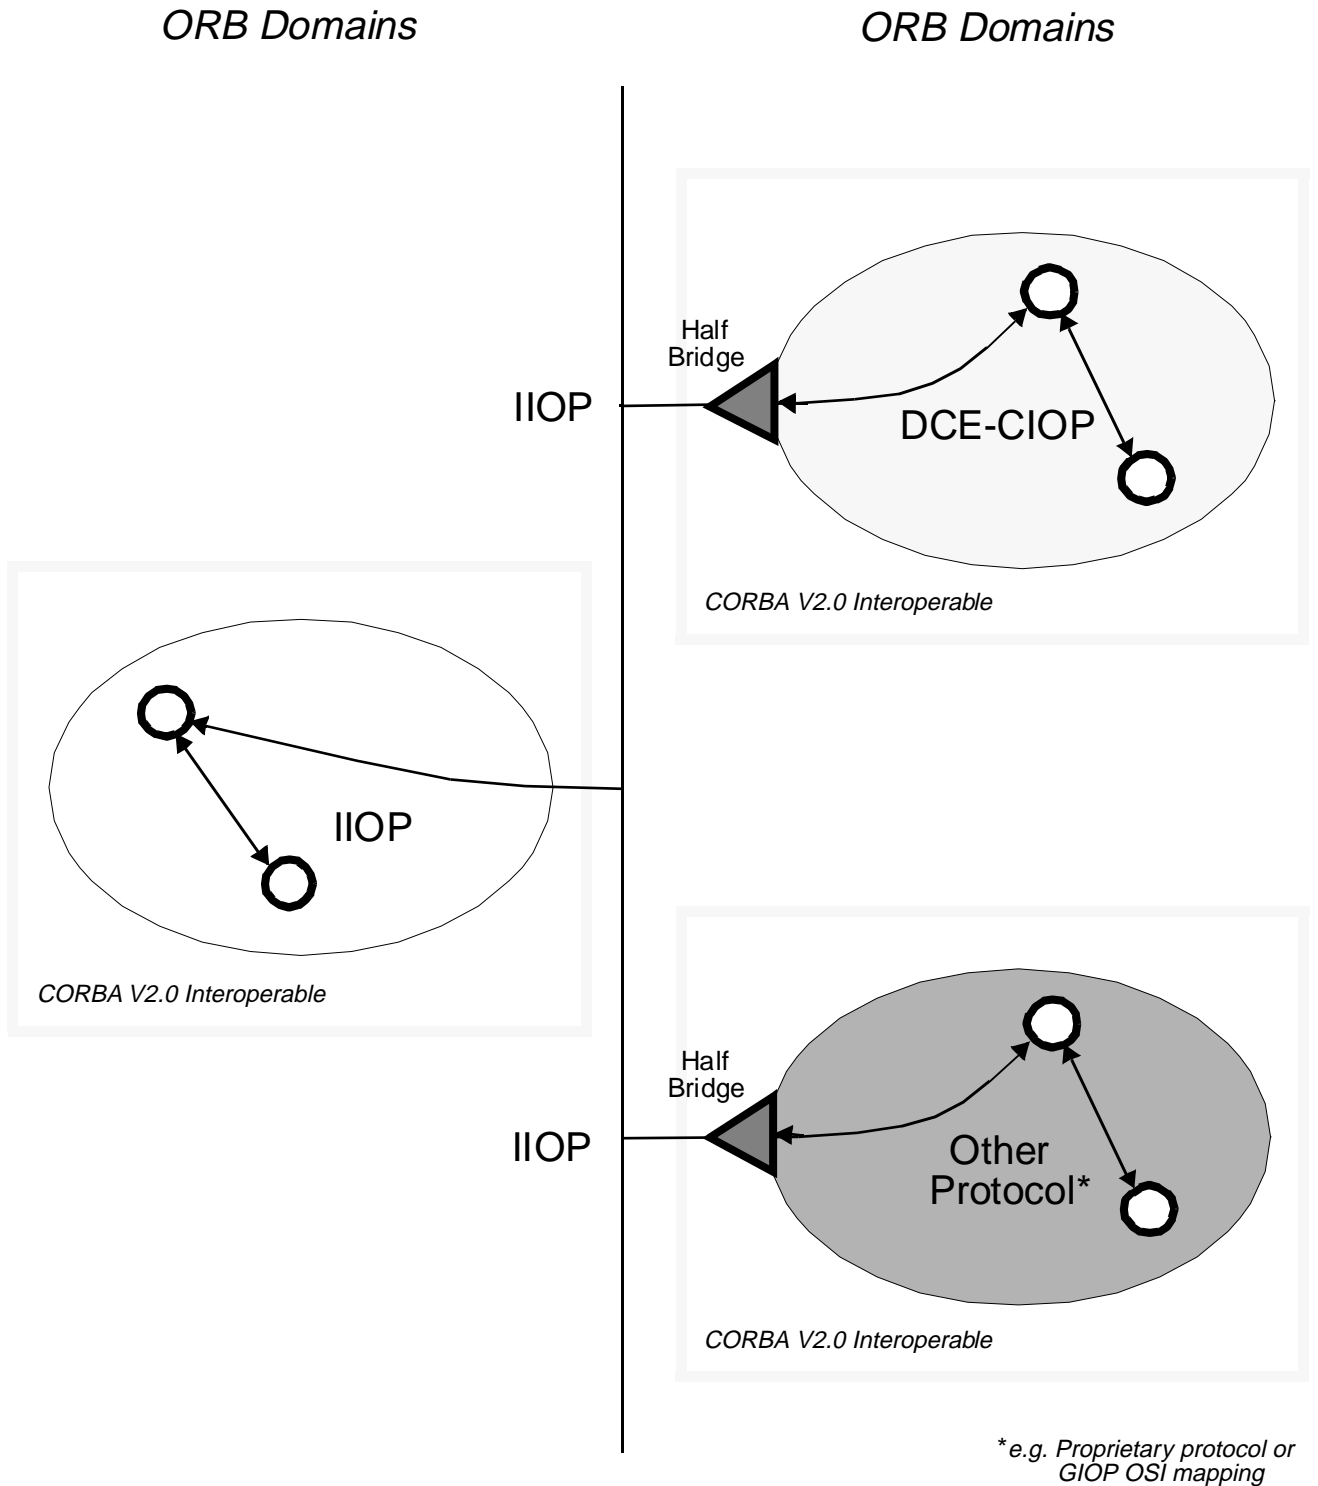 ORB Domains
ORB Domains
Half
Bridge
IIOP
DCE-CIOP
CORBA V2.0 Interoperable
IIOP
CORBA V2.0 Interoperable
Half
Bridge
IIOP
Other
Protocol*
CORBA V2.0 Interoperable
*e.g. Proprietary protocol or
GIOP OSI mapping